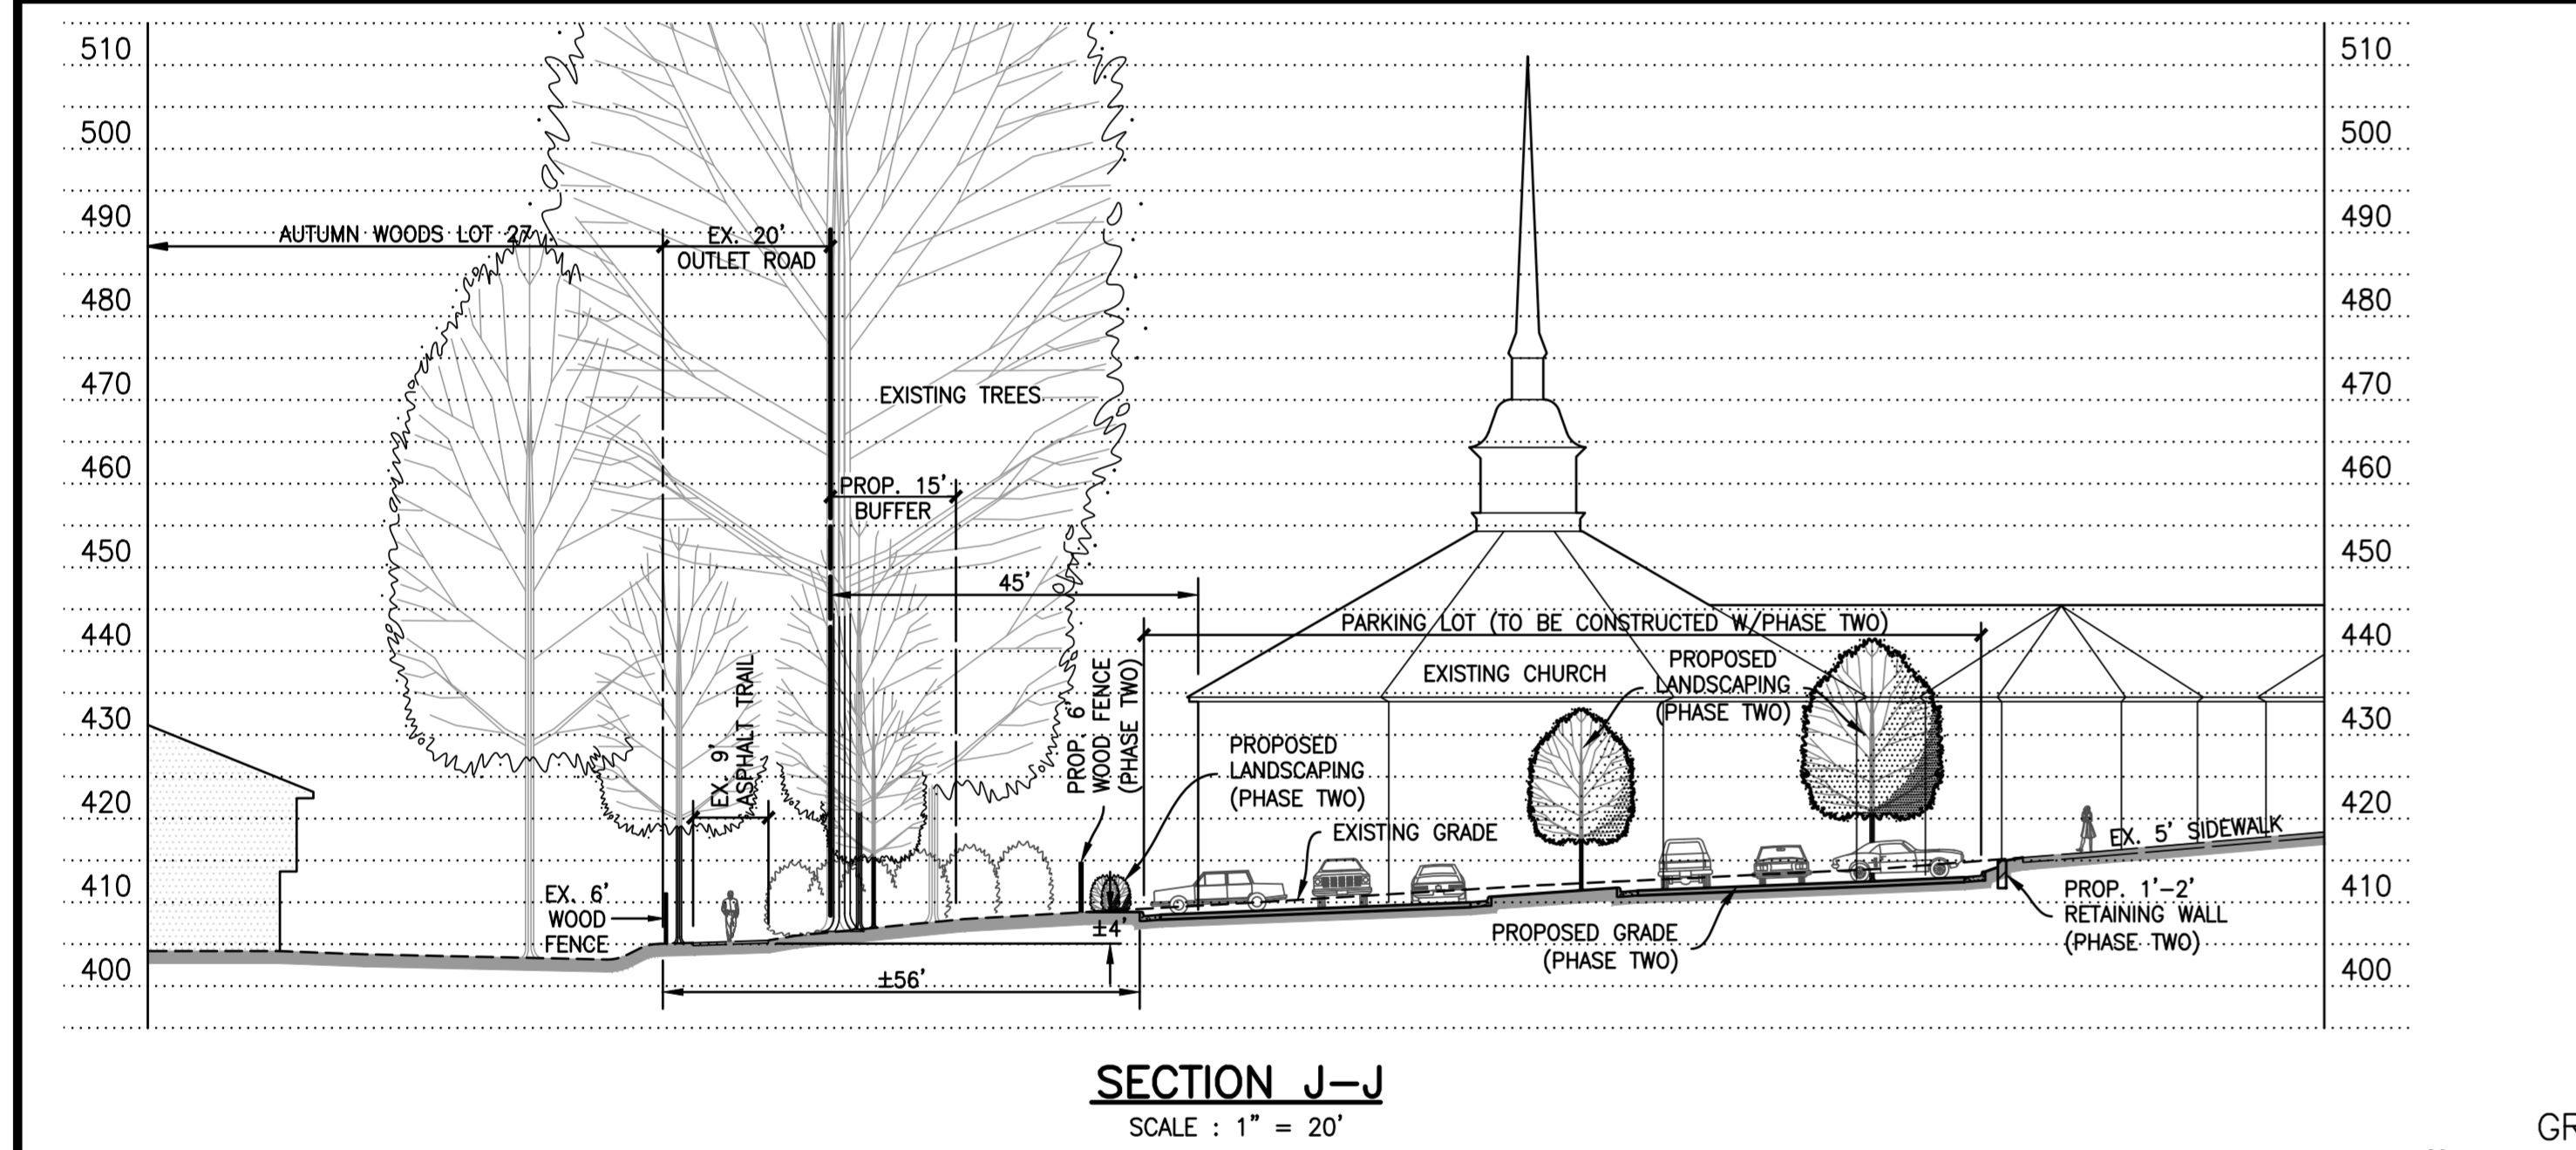 510
500
490
480
470
460
450
440
430
420
410
400
AUTUMN WOODS LOT 27
EX. 20'
OUTLET ROAD
EXISTING TREES
PROP. 15'
BUFFER
45'
PARKING LOT (TO BE CONSTRUCTED W/PHASE TWO)
EXISTING CHURCH
PROPOSED
LANDSCAPING
(PHASE TWO)
EX. 9'
ASPHALT TRAIL
PROP. 6'
WOOD FENCE
(PHASE TWO)
PROPOSED
LANDSCAPING
(PHASE TWO)
EXISTING GRADE
EX. 5' SIDEWALK
EX. 6'
WOOD
FENCE
±4'
±56'
PROPOSED GRADE
(PHASE TWO)
PROP. 1'-2'
RETAINING WALL
(PHASE TWO)
510
500
490
480
470
460
450
440
430
420
410
400
SECTION J-J
SCALE : 1" = 20'
GR